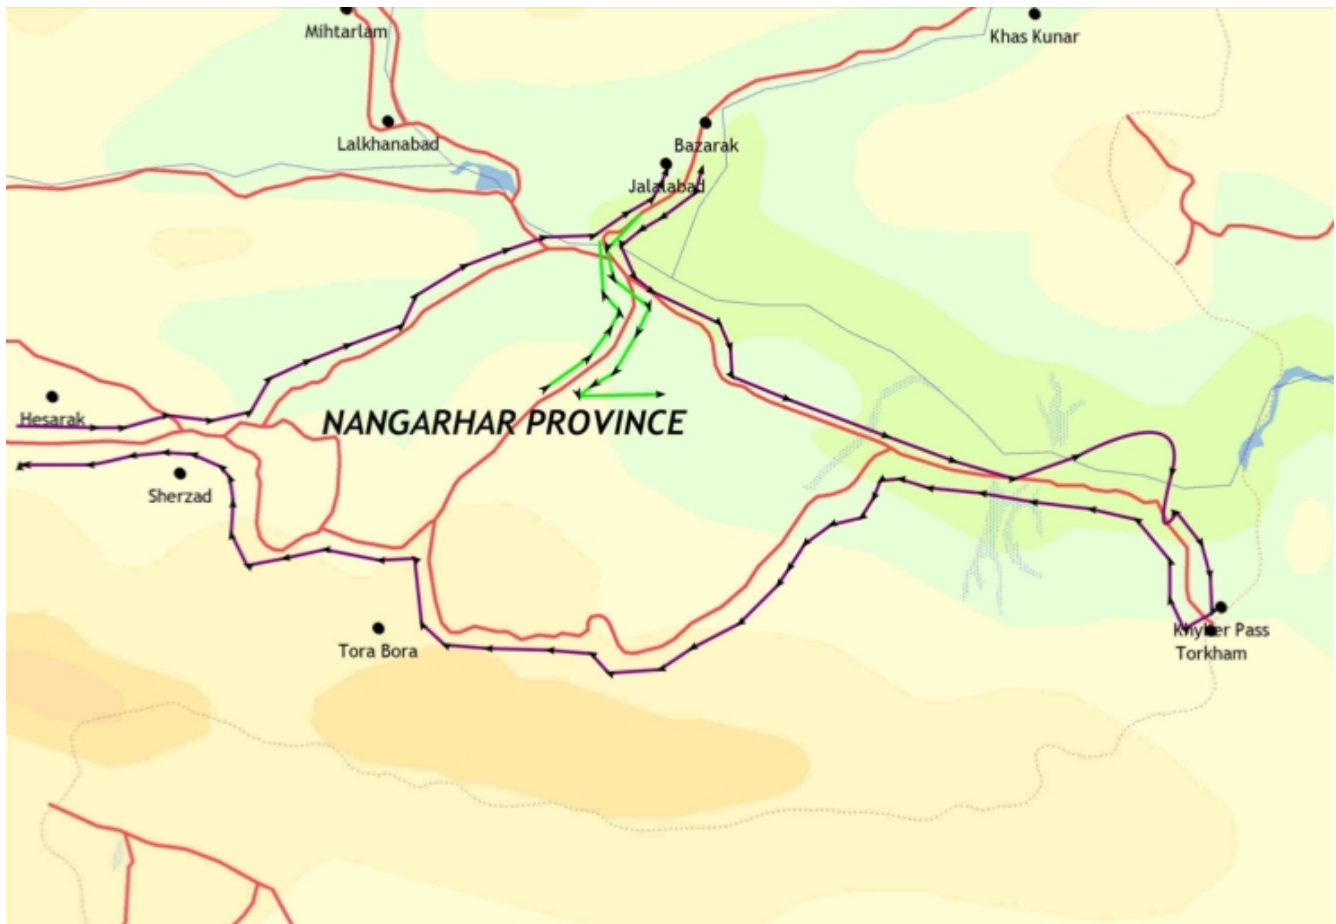 Mihtarlam
Khas Kunar
Lalkhanabad
Bazarak
Jalalabad
Hesarak
NANGARHAR PROVINCE
Sherzad
Tora Bora
Khyber Pass
Torkham